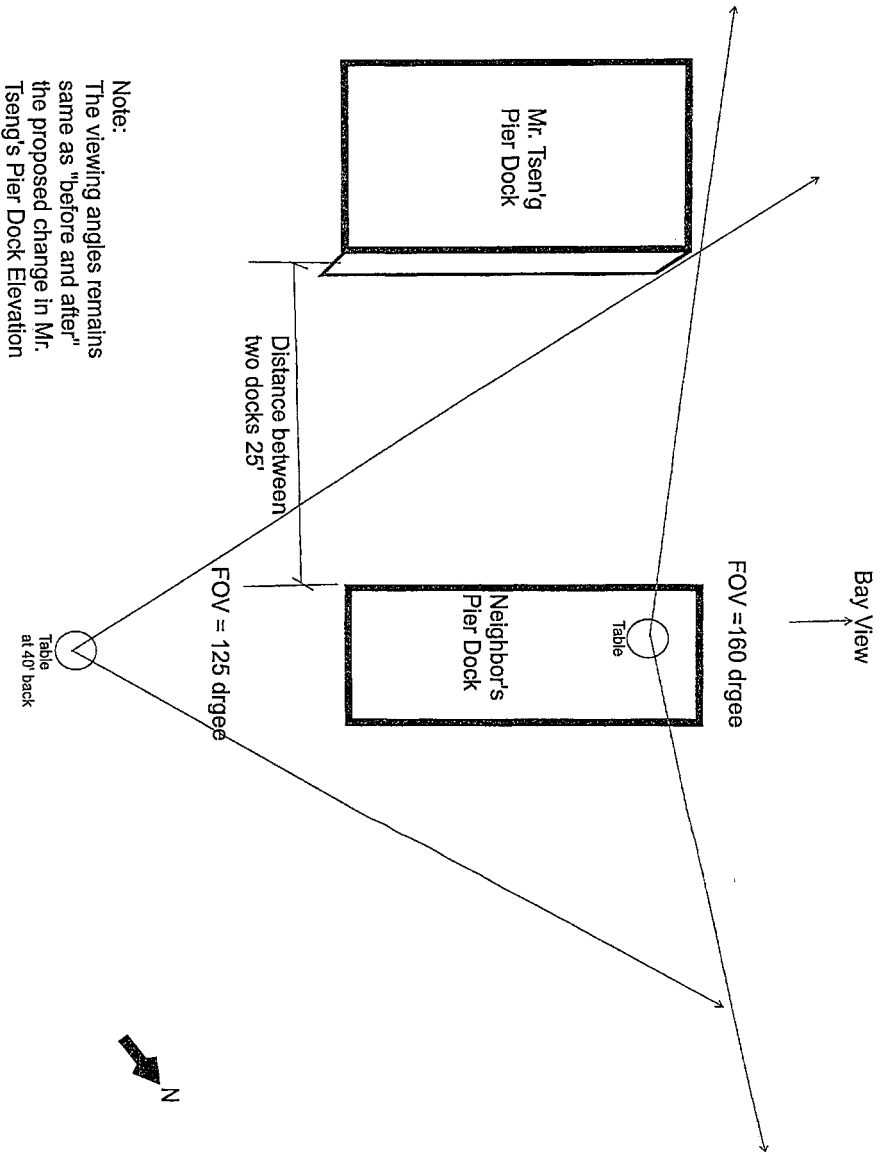 Bay View
FOV =160 drgee
Mr. Tsen'g
Pier Dock
Table
Neighbor's
Pier Dock
Distance between
two docks 25'
FOV = 125 drgee
Table
at 40' back
Note:
The viewing angles remains
same as "before and after"
the proposed change in Mr.
Tseng's Pier Dock Elevation
N